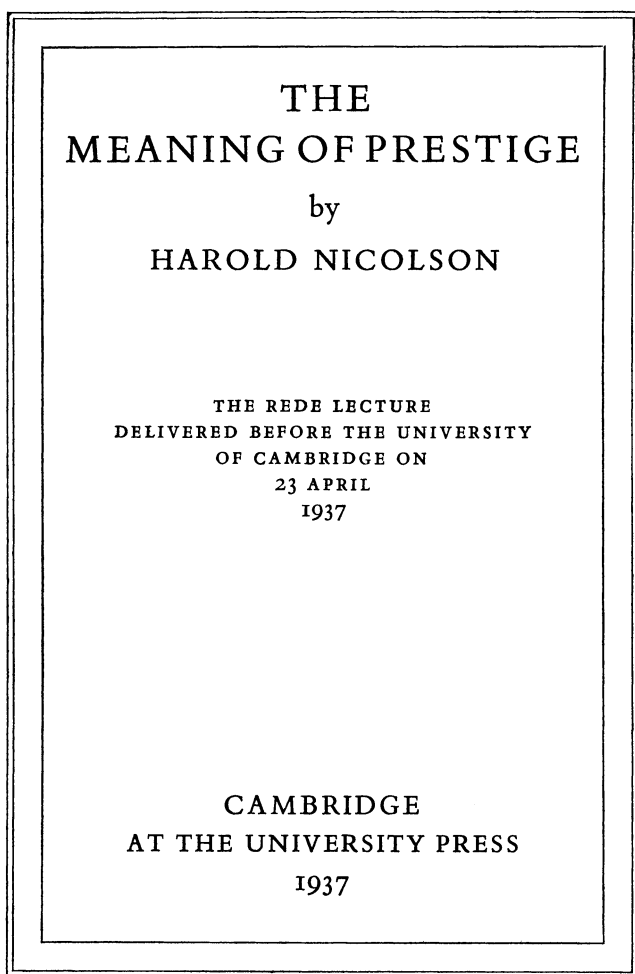 THE
MEANING OF PRESTIGE
by
HAROLD NICOLSON
THE REDE LECTURE
DELIVERED BEFORE THE UNIVERSITY
OF CAMBRIDGE ON
23 APRIL
1937
CAMBRIDGE
AT THE UNIVERSITY PRESS
1937